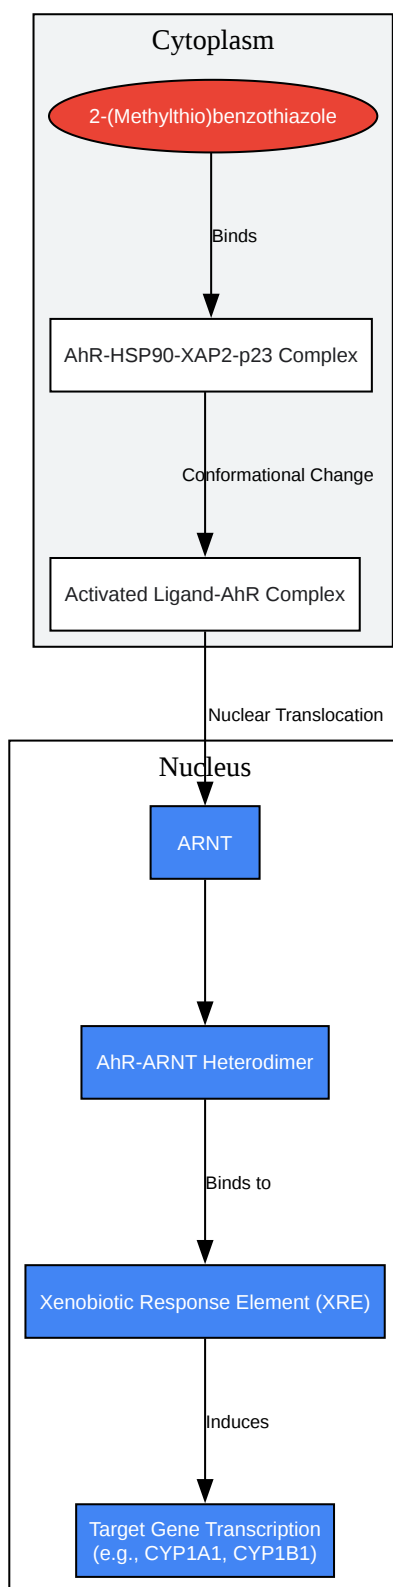 Cytoplasm
2-(Methylthio)benzothiazole
Binds
AhR-HSP90-XAP2-p23 Complex
Conformational Change
Activated Ligand-AhR Complex
Nuclear Translocation
Nucleus
ARNT
AhR-ARNT Heterodimer
Binds to
Xenobiotic Response Element (XRE)
Induces
Target Gene Transcription
(e.g., CYP1A1, CYP1B1)